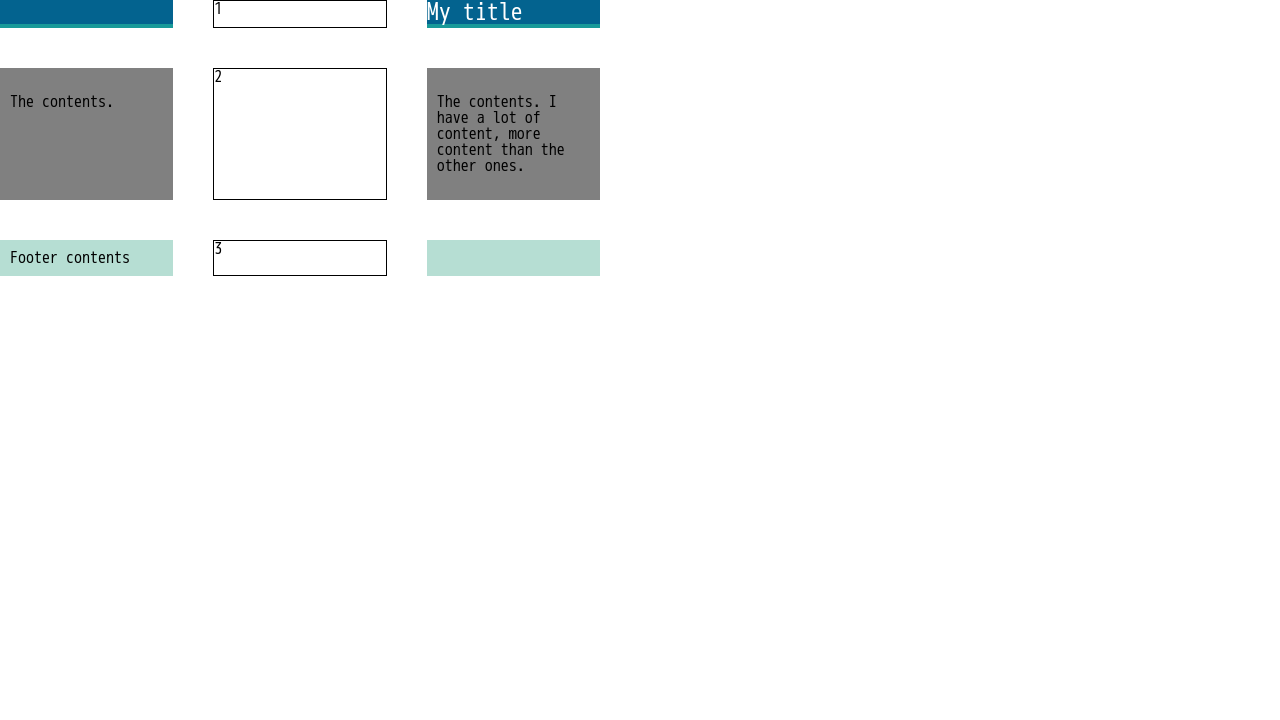 1
My title
The contents.
2
The contents. I
have a lot of
content, more
content than the
other ones.
Footer contents
3